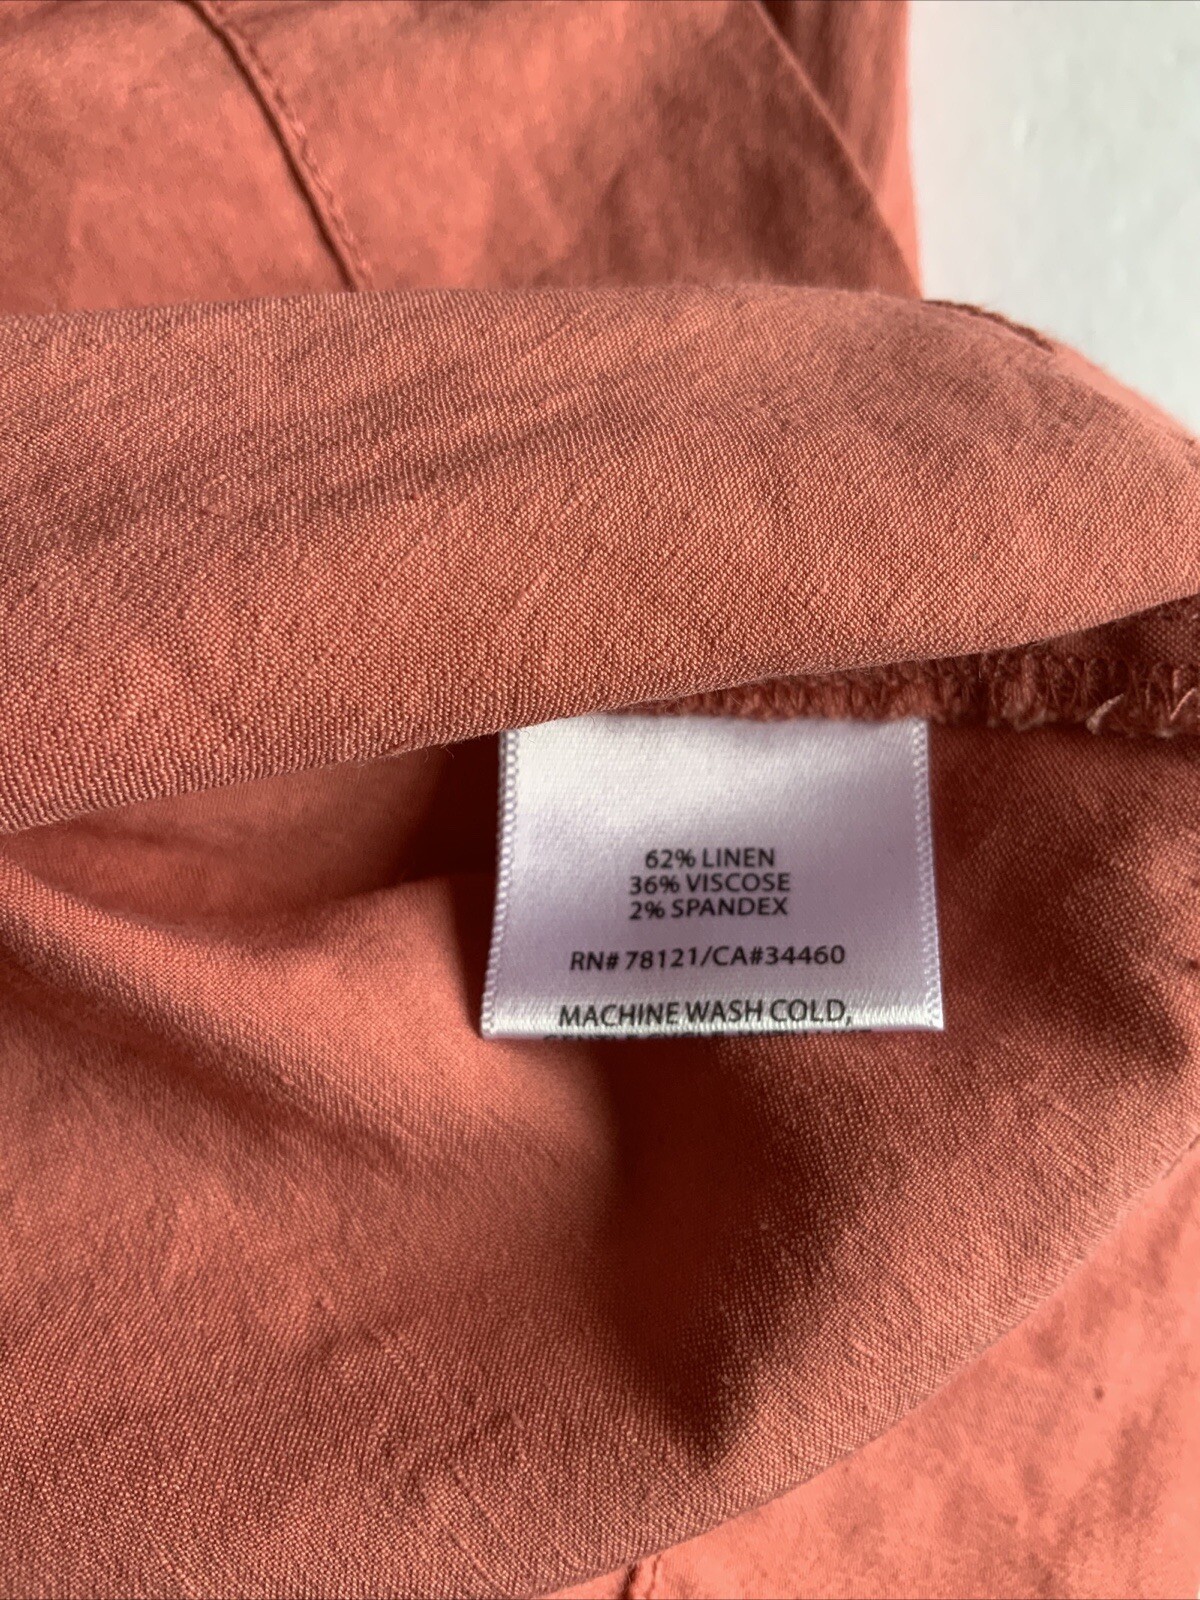 62% LINEN
36% VISCOSE
2% SPANDEX
RN# 78121/CA#34460
MACHINE WASH COLD,